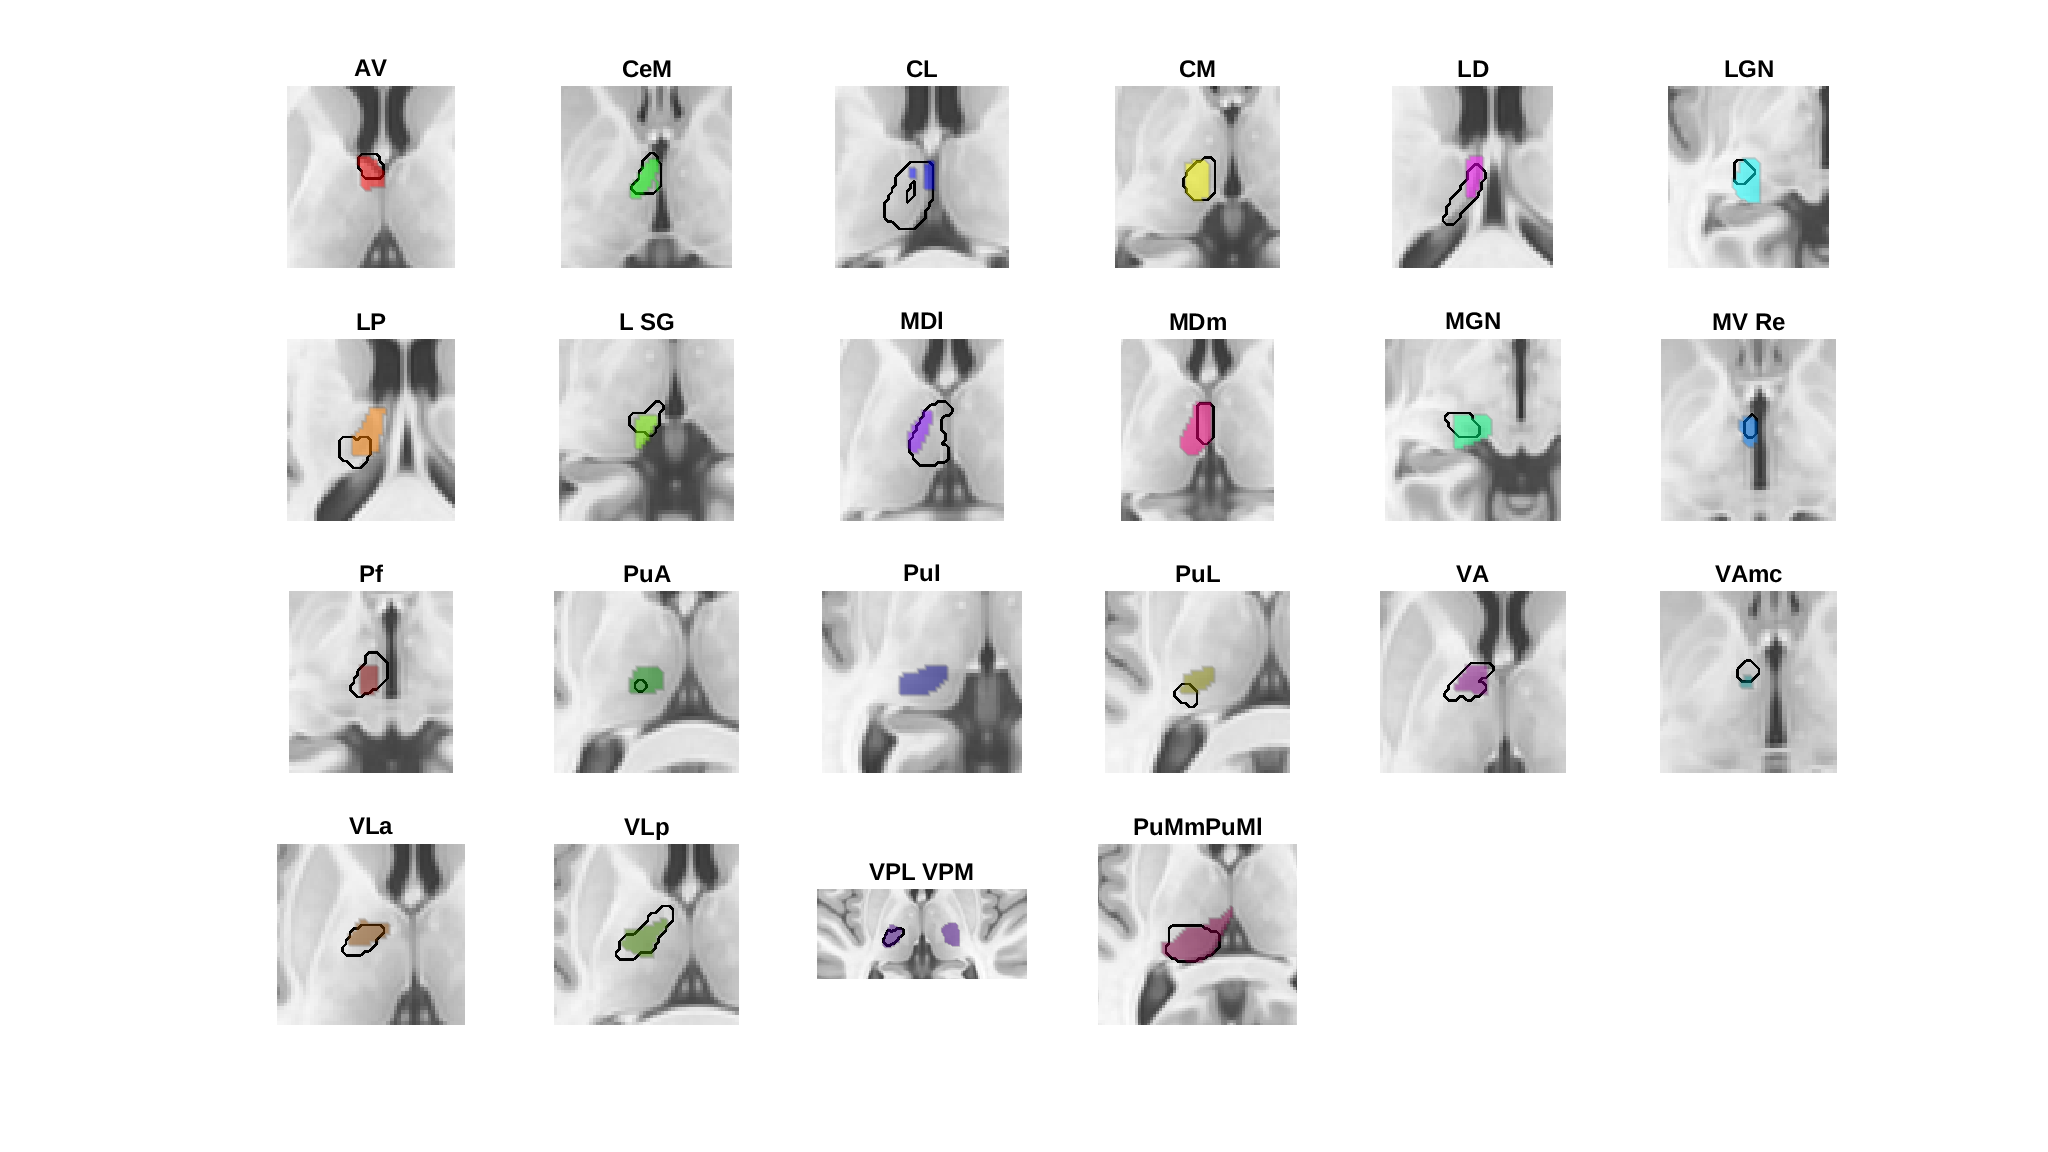 AV CeM CL CM LD LGN
LP L SG MDl MDm MGN MV Re
Pf PuA PuI PuL VA VAmc
VLa VLp VPL VPM PuMmPuMl